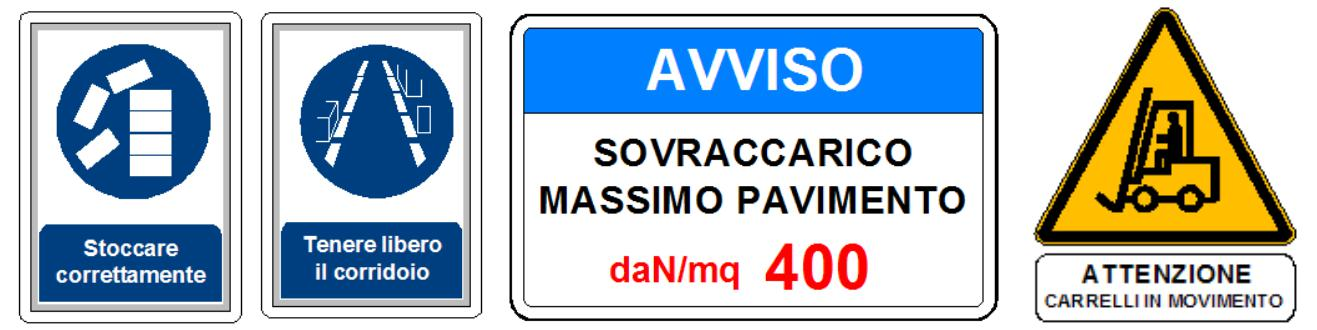 Stoccare
correttamente
Tenere libero
il corridoio
AVVISO
SOVRACCARICO
MASSIMO PAVIMENTO
daN/mq 400
ATTENZIONE
CARRELLI IN MOVIMENTO